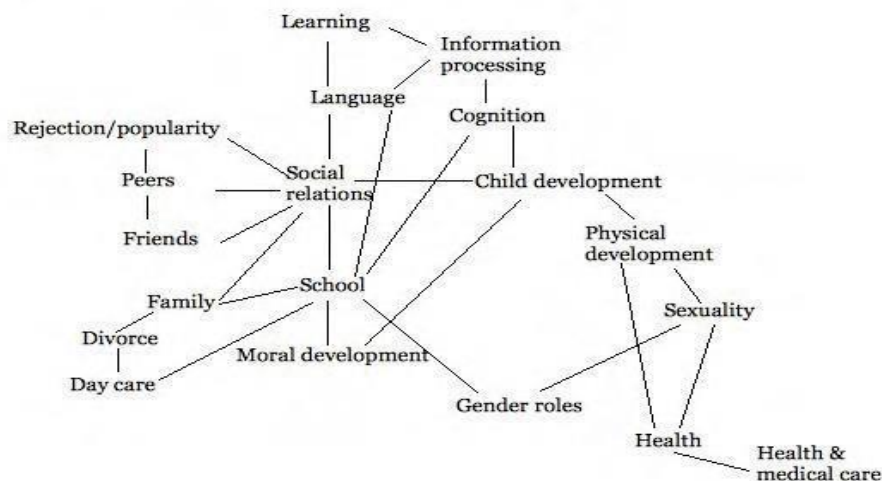 Learning
Information
processing
Language
Cognition
Rejection/popularity
Social
relations
Peers
Child development
Friends
Physical
development
School
Family
Sexuality
Divorce
Moral development
Day care
Gender roles
Health
Health &
medical care